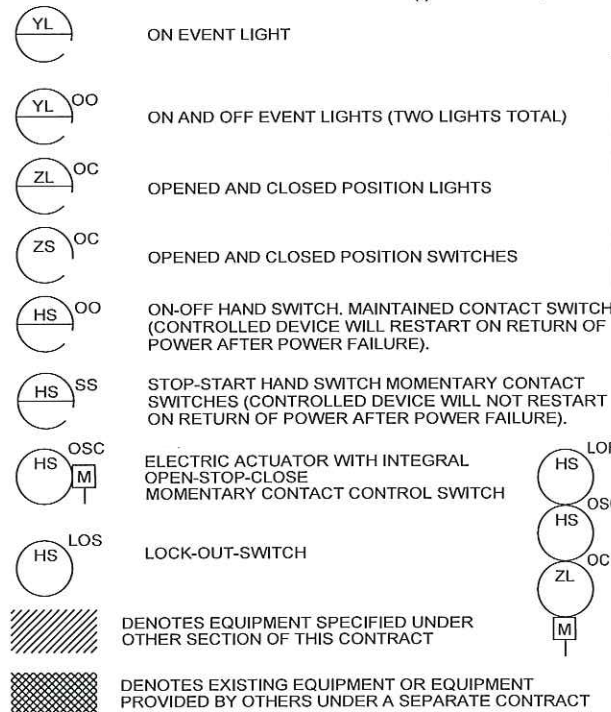 YL
ON EVENT LIGHT
YL OO
ON AND OFF EVENT LIGHTS (TWO LIGHTS TOTAL)
ZL OC
OPENED AND CLOSED POSITION LIGHTS
ZS OC
OPENED AND CLOSED POSITION SWITCHES
HS OO
ON-OFF HAND SWITCH. MAINTAINED CONTACT SWITCH
(CONTROLLED DEVICE WILL RESTART ON RETURN OF
POWER AFTER POWER FAILURE).
HS SS
STOP-START HAND SWITCH MOMENTARY CONTACT
SWITCHES (CONTROLLED DEVICE WILL NOT RESTART
ON RETURN OF POWER AFTER POWER FAILURE).
HS OSC
M
ELECTRIC ACTUATOR WITH INTEGRAL
OPEN-STOP-CLOSE
MOMENTARY CONTACT CONTROL SWITCH
HS LOS
LOCK-OUT-SWITCH
HS
HS
ZL OC
M
DENOTES EQUIPMENT SPECIFIED UNDER
OTHER SECTION OF THIS CONTRACT
DENOTES EXISTING EQUIPMENT OR EQUIPMENT
PROVIDED BY OTHERS UNDER A SEPARATE CONTRACT